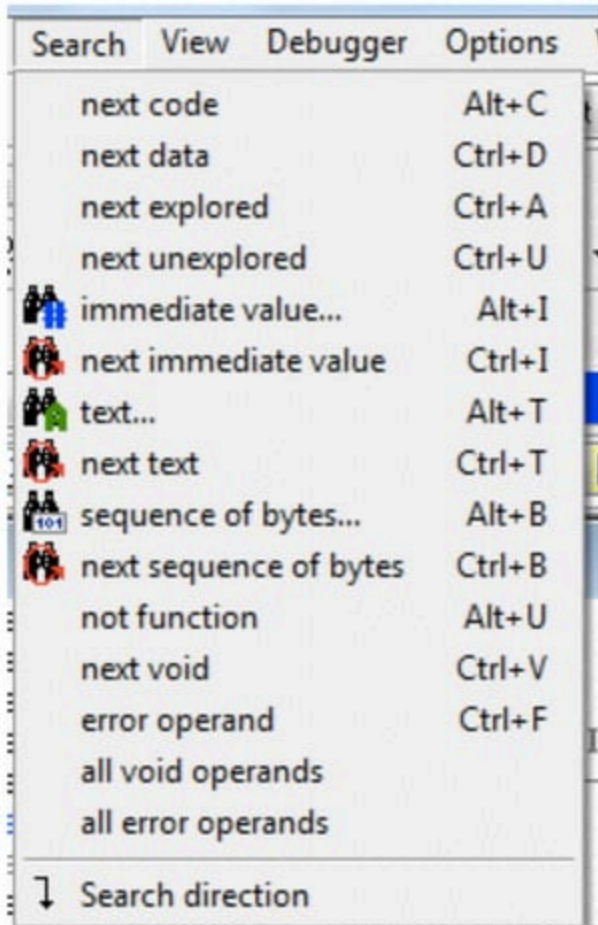 Search View Debugger Options
next code Alt+C
next data Ctrl+D
next explored Ctrl+A
next unexplored Ctrl+U
immediate value... Alt+I
next immediate value Ctrl+I
text... Alt+T
next text Ctrl+T
101 sequence of bytes... Alt+B
next sequence of bytes Ctrl+B
not function Alt+U
next void Ctrl+V
error operand Ctrl+F
all void operands
all error operands
Search direction